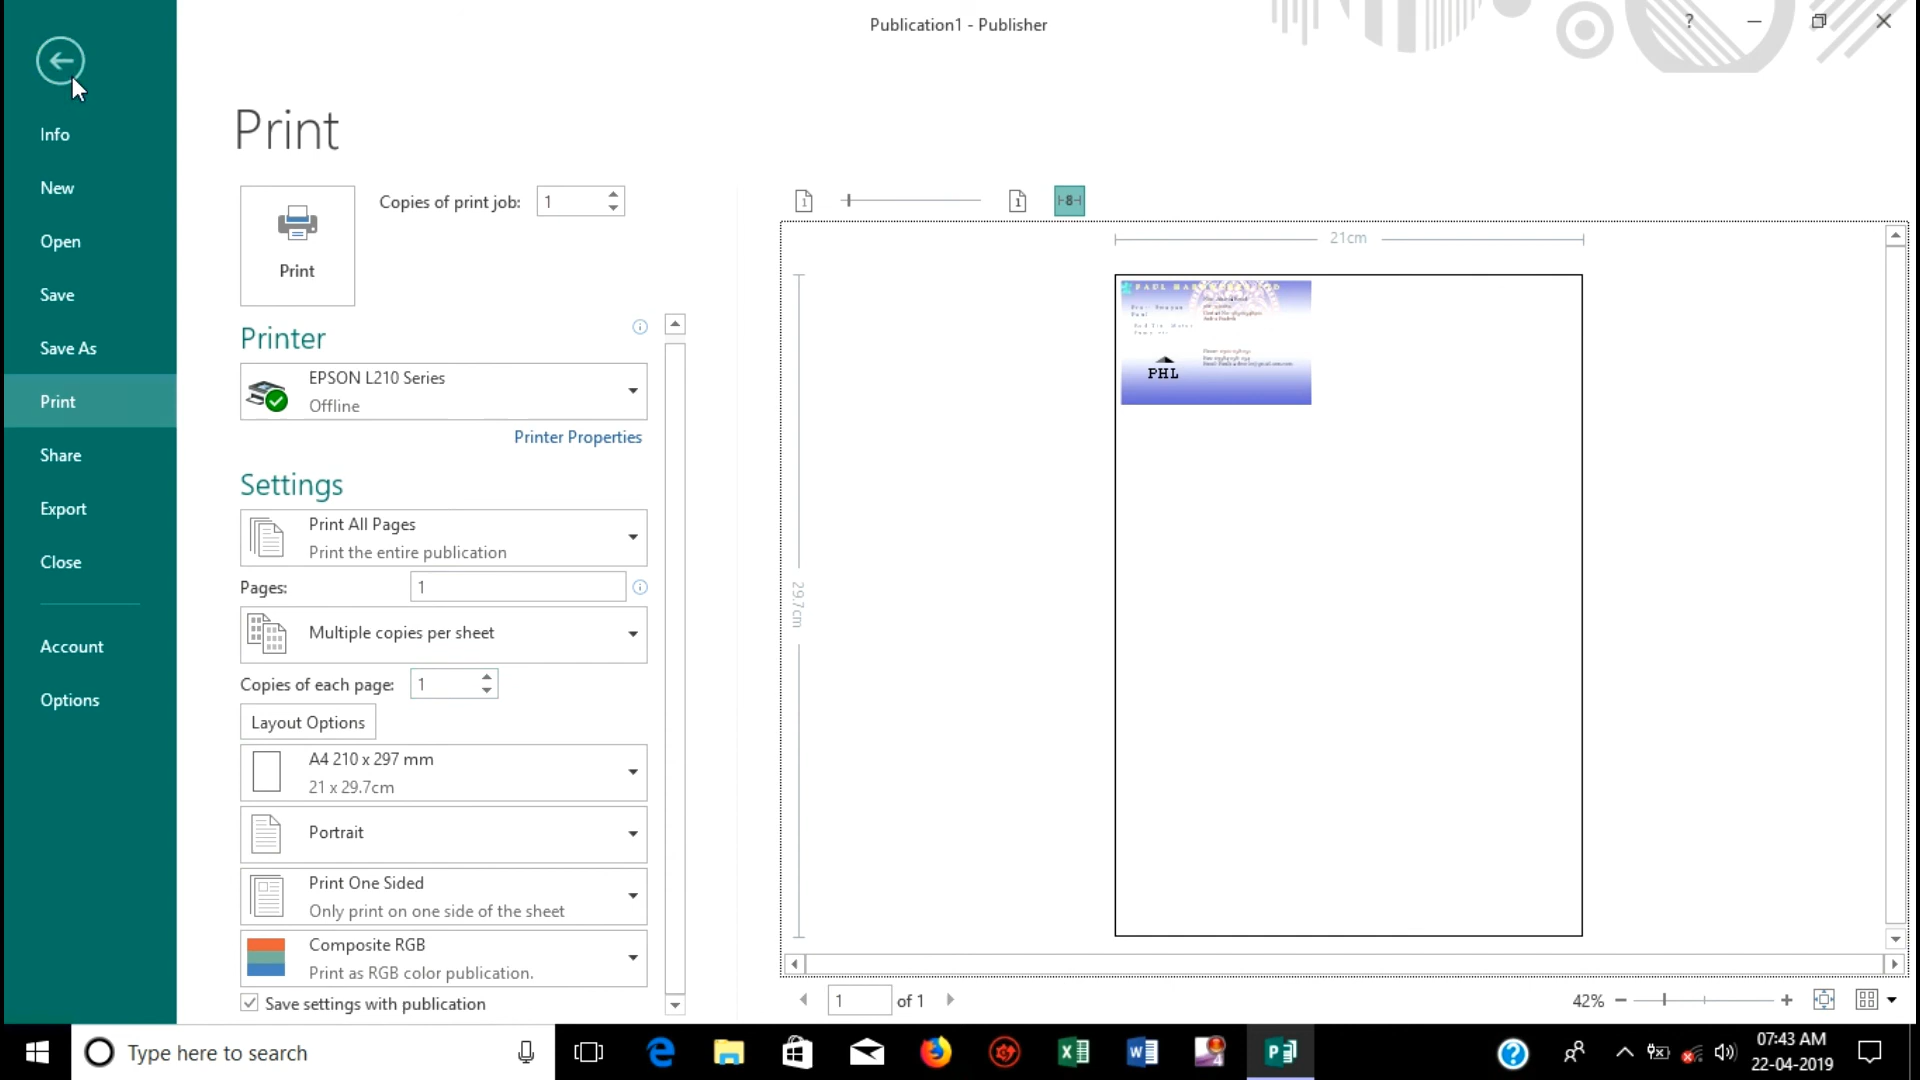 Publication1 - Publisher
?
Info
New
Open
Save
Save As
Print
Share
Export
Close
Account
Options
Print
Print
Copies of print job: 1
Printer
EPSON L210 Series
Offline
Printer Properties
Settings
Print All Pages
Print the entire publication
Pages: 1
Multiple copies per sheet
Copies of each page: 1
Layout Options
A4 210 x 297 mm
21 x 29.7cm
Portrait
Print One Sided
Only print on one side of the sheet
Composite RGB
Print as RGB color publication.
Save settings with publication
1
1
8
21cm
29.7cm
PHL
1 of 1
42%
Type here to search
07:43 AM
22-04-2019